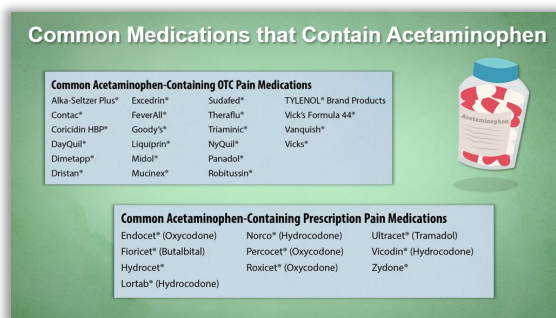 Common Medications that Contain Acetaminophen
Common Acetaminophen-Containing OTC Pain Medications
Alka-Seltzer Plus* Excedrin* Sudafed* TYLENOL® Brand Products
Contac* FeverAll* Theraflu* Vick's Formula 44*
Coricidin HBP* Goody's* Triaminic* Vanquish*
DayQuil* Liquiprin* NyQuil* Vicks*
Dimetapp* Midol* Panadol*
Dristan* Mucinex* Robitussin*
Acetaminophen
Common Acetaminophen-Containing Prescription Pain Medications
Endocet® (Oxycodone) Norco® (Hydrocodone) Ultracet® (Tramadol)
Fioricet® (Butalbital) Percocet® (Oxycodone) Vicodin® (Hydrocodone)
Hydrocet® Roxicet® (Oxycodone) Zydone®
Lortab® (Hydrocodone)